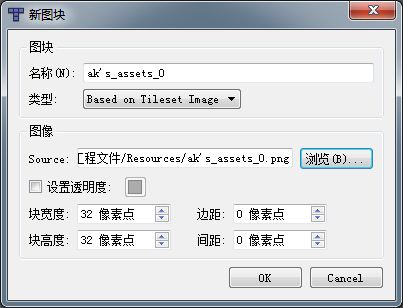 新图块
图块
名称(N): ak's_assets_0
类型: Based on Tileset Image
图像
Source: 程文件/Resources/ak's_assets_0.png 浏览(B)...
设置透明度:
块宽度: 32 像素点 边距: 0 像素点
块高度: 32 像素点 间距: 0 像素点
OK Cancel